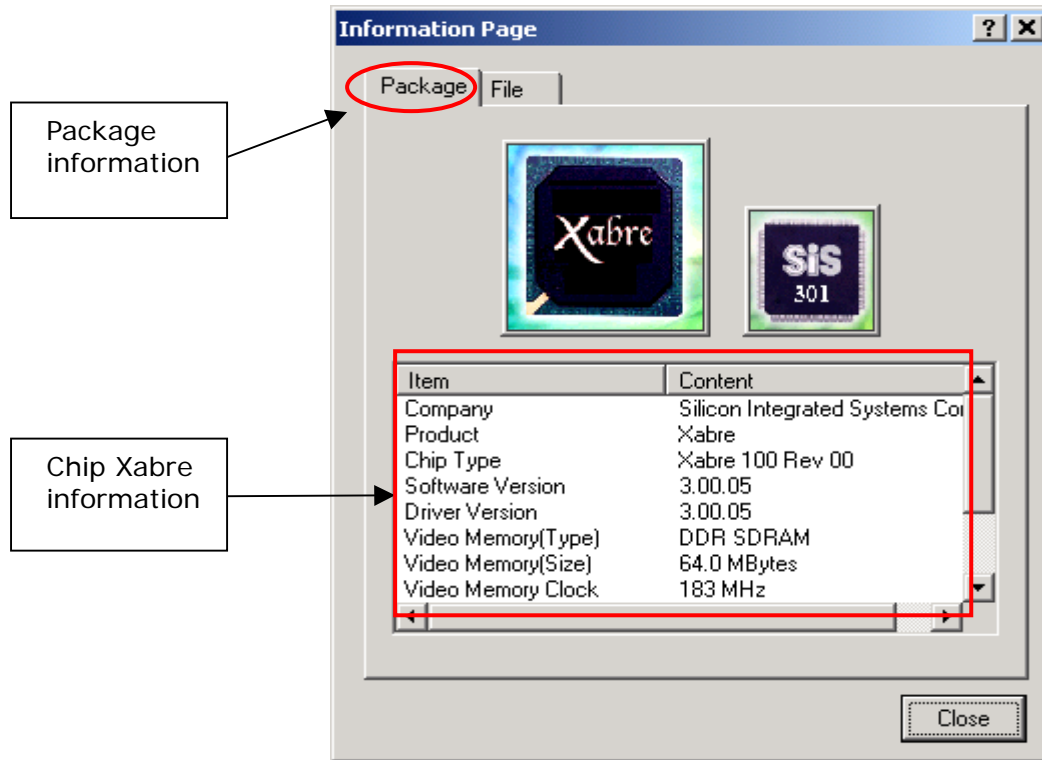 Information Page
Package File
Package
information
Xabre
SiS
301
Item Content
Company Silicon Integrated Systems Cor
Product Xabre
Chip Type Xabre 100 Rev 00
Software Version 3.00.05
Driver Version 3.00.05
Video Memory(Type) DDR SDRAM
Video Memory(Size) 64.0 MBytes
Video Memory Clock 183 MHz
Chip Xabre
information
Close